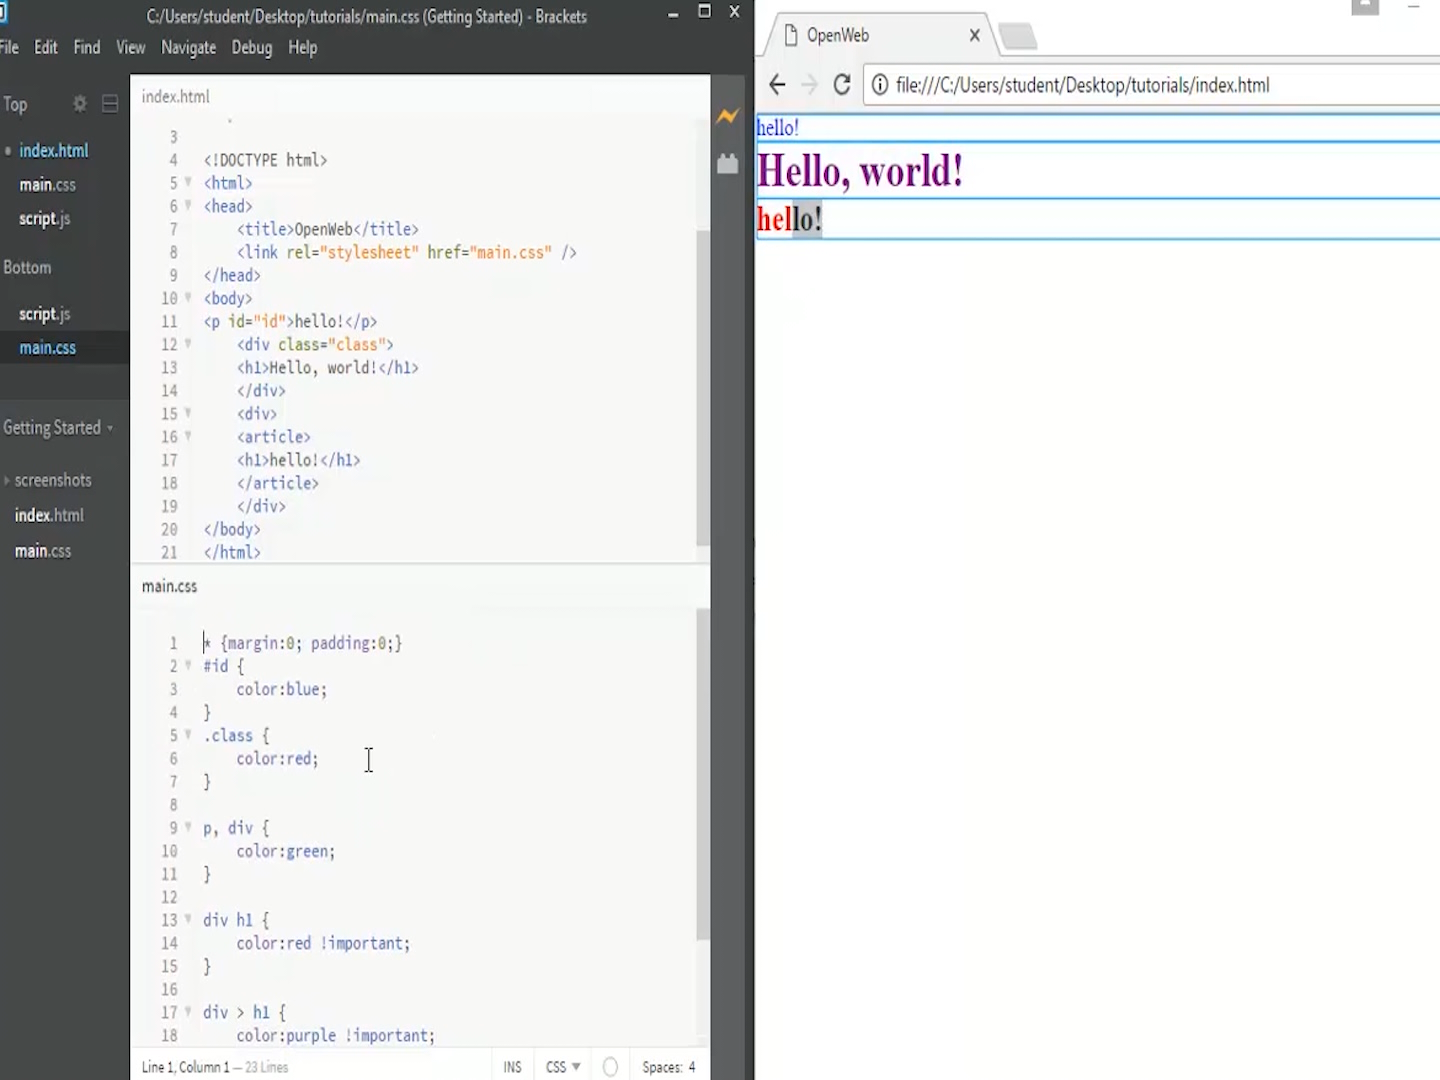 C:/Users/student/Desktop/tutorials/main.css (Getting Started) - Brackets
File Edit Find View Navigate Debug Help
Top
index.html
main.css
script.js
Bottom
script.js
main.css
Getting Started
screenshots
index.html
main.css
index.html
3
4 <!DOCTYPE html>
5 <html>
6 <head>
7 <title>OpenWeb</title>
8 <link rel="stylesheet" href="main.css" />
9 </head>
10 <body>
11 <p id="id">hello!</p>
12 <div class="class">
13 <h1>Hello, world!</h1>
14 </div>
15 <div>
16 <article>
17 <h1>hello!</h1>
18 </article>
19 </div>
20 </body>
21 </html>
main.css
1 * {margin:0; padding:0;}
2 #id {
3 color:blue;
4 }
5 .class {
6 color:red;
7 }
8
9 p, div {
10 color:green;
11 }
12
13 div h1 {
14 color:red !important;
15 }
16
17 div > h1 {
18 color:purple !important;
Line 1, Column 1 — 23 Lines INS CSS Spaces: 4
OpenWeb
file:///C:/Users/student/Desktop/tutorials/index.html
hello!
Hello, world!
hello!